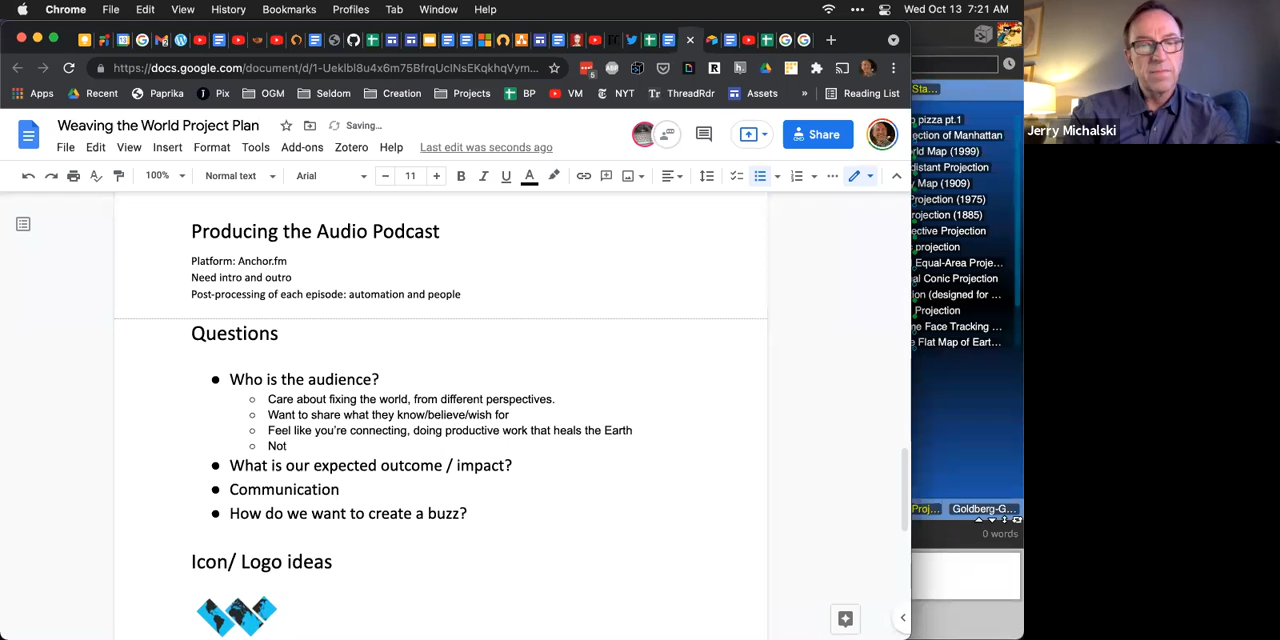 Chrome File Edit View History Bookmarks Profiles Tab Window Help Wed Oct 13 7:21 AM
https://docs.google.com/document/d/1-Ueklbl8u4x6m75BfrqUcl
5
Apps Recent Paprika Pix OGM Seldom Creation Projects BP VM NYT ThreadRdr Assets » Reading List
Weaving the World Project Plan Saving...
File Edit View Insert Format Tools Add-ons Zotero Help Last edit was seconds ago
Share
100% Normal text Arial 11 B I U A
Producing the Audio Podcast
Platform: Anchor.fm
Need intro and outro
Post-processing of each episode: automation and people
Questions
● Who is the audience?
○ Care about fixing the world, from different perspectives.
○ Want to share what they know/believe/wish for
○ Feel like you're connecting, doing productive work that heals the Earth
○ Not
● What is our expected outcome / impact?
● Communication
● How do we want to create a buzz?
Icon/ Logo ideas
Sta...
pizza pt.1
ection of Manhattan
rld Map (1999)
distant Projection
y Map (1909)
Projection (1975)
rojection (1885)
ective Projection
projection
Equal-Area Proje...
al Conic Projection
ion (designed for ...
Projection
ne Face Tracking ...
e Flat Map of Eart...
Proj... Goldberg-G...
0 words
Jerry Michalski